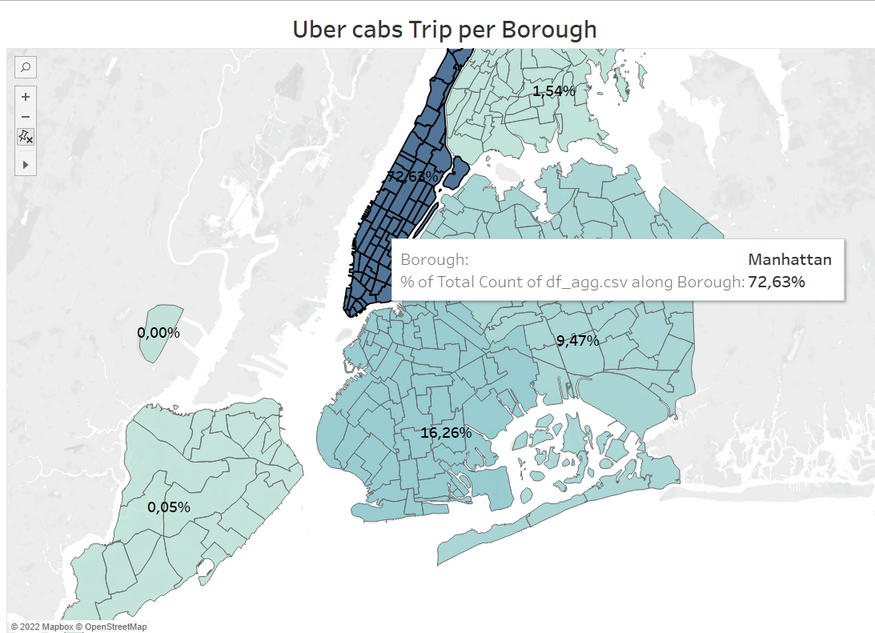 Uber cabs Trip per Borough
1,54%
72,63%
Borough: Manhattan
% of Total Count of df_agg.csv along Borough: 72,63%
0,00%
9,47%
16,26%
0,05%
© 2022 Mapbox © OpenStreetMap